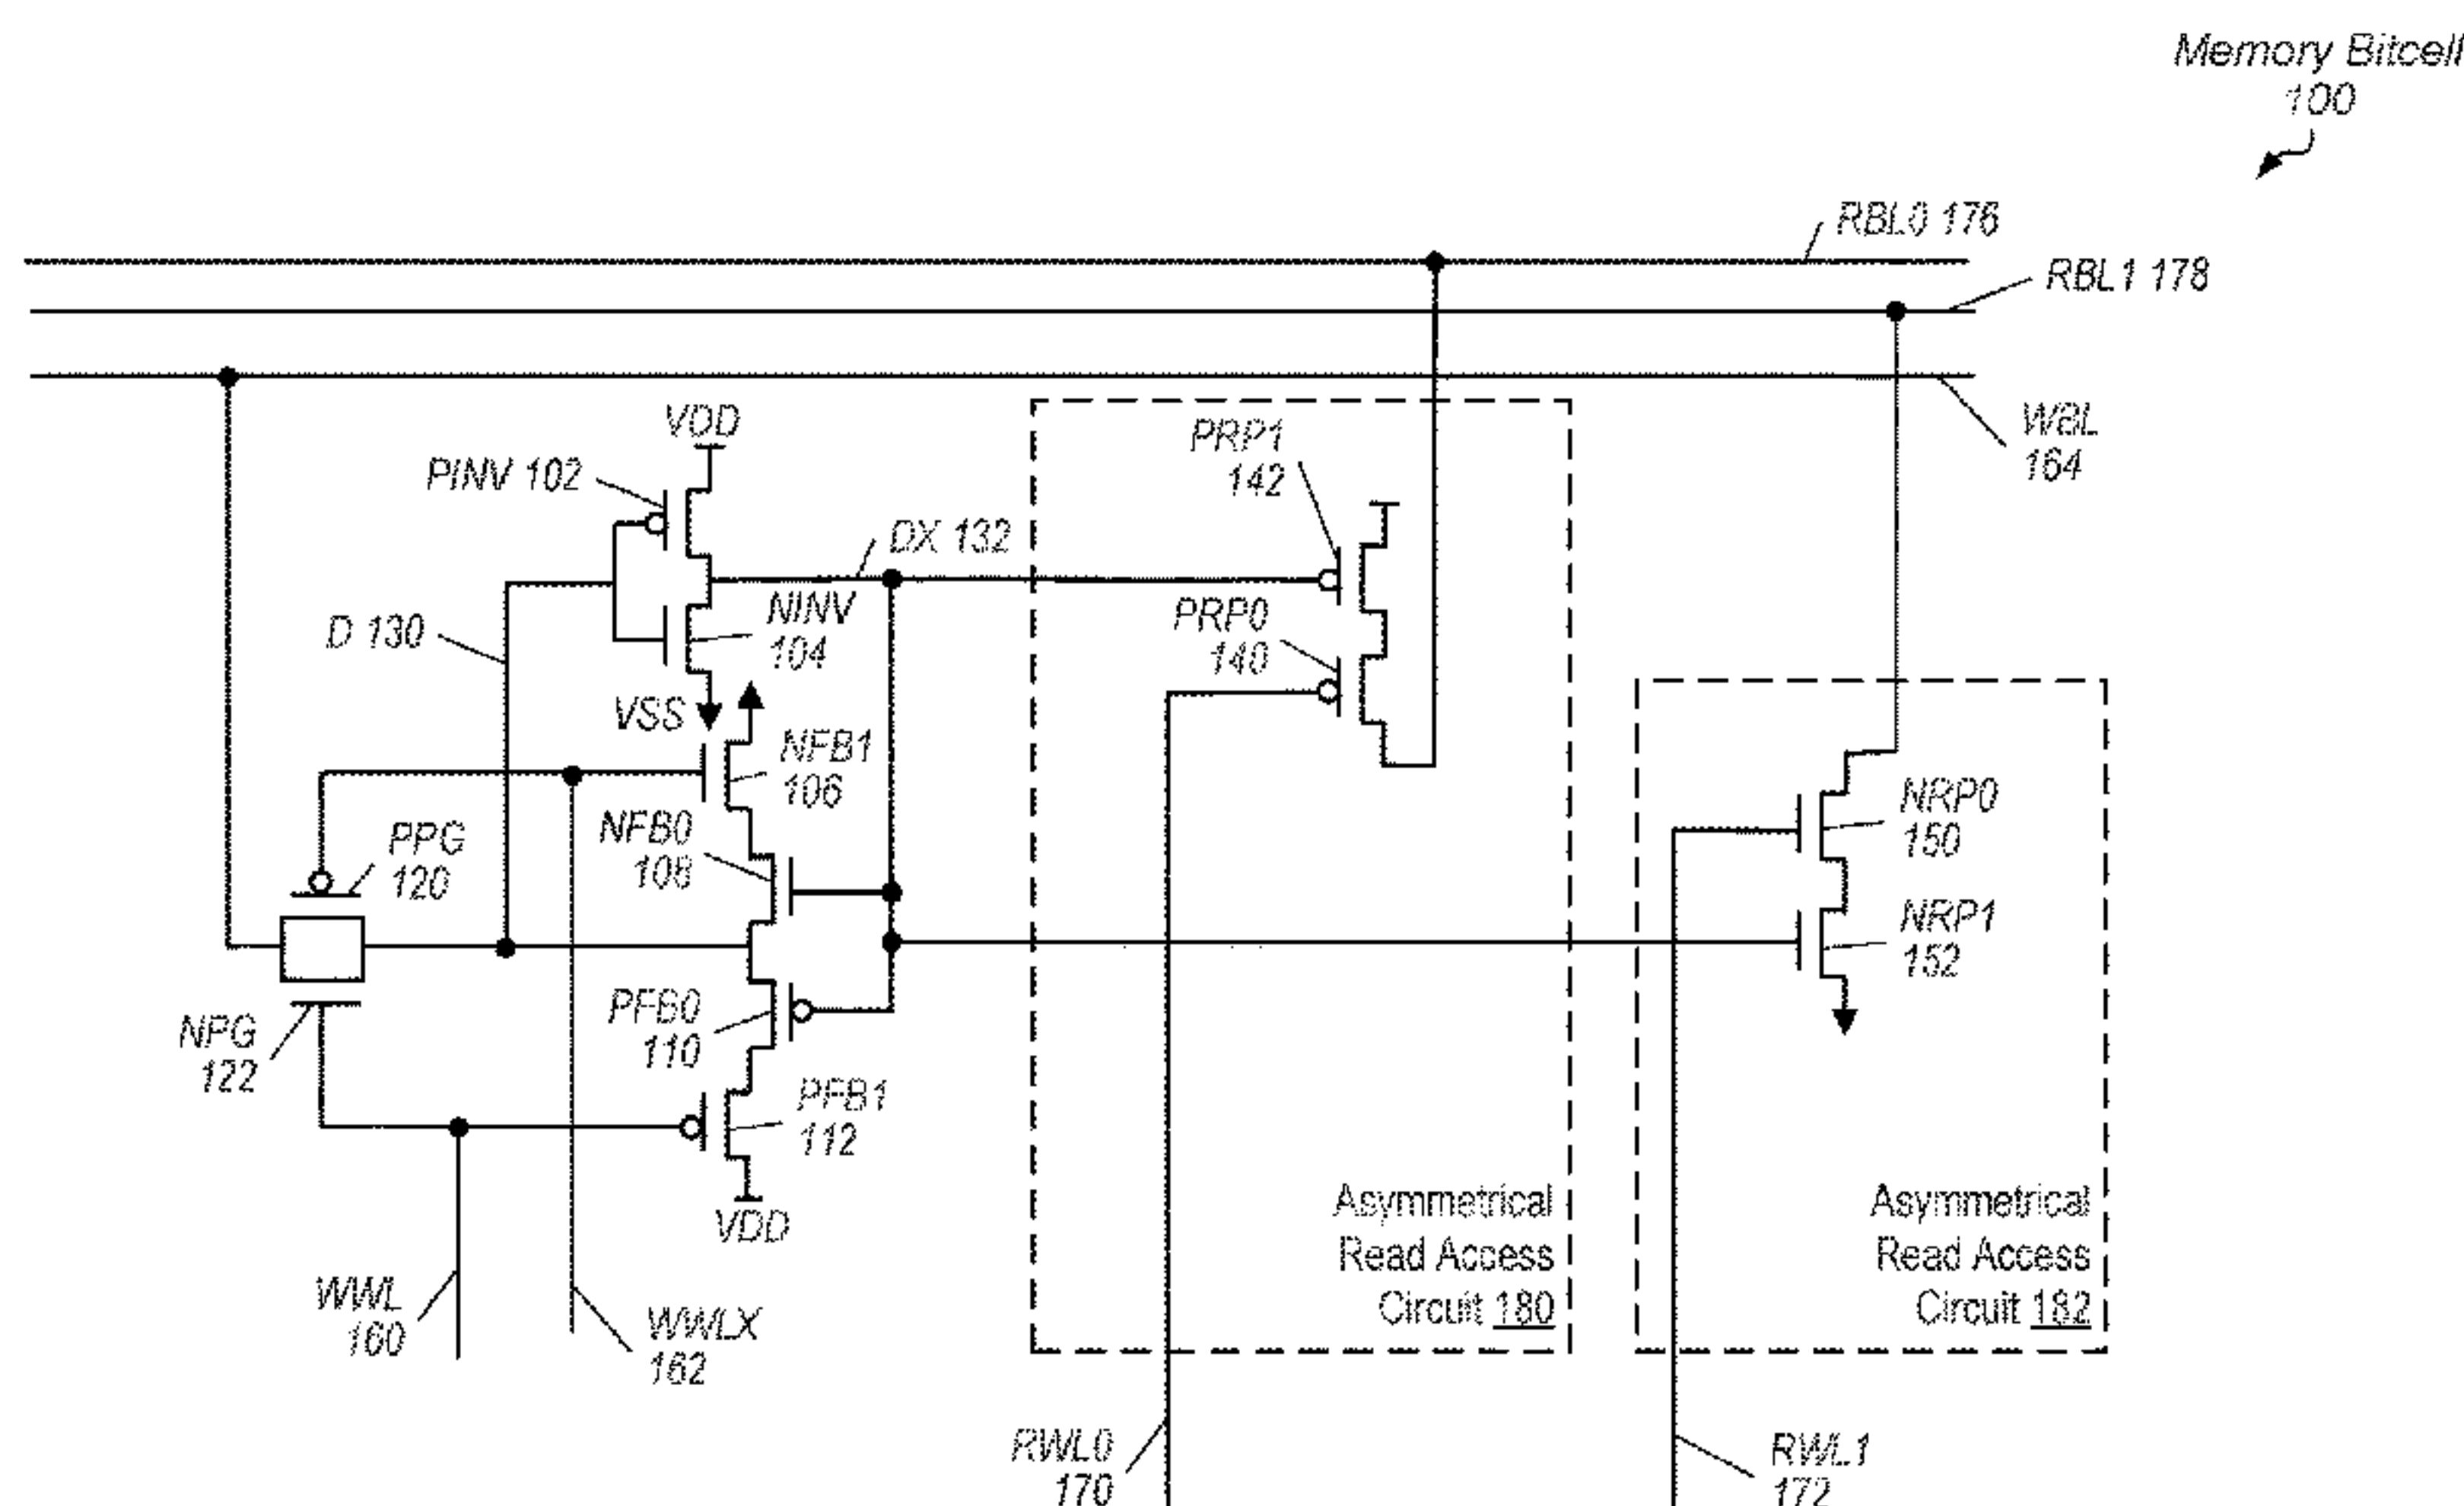 Memory Bitcell
100
RBL0 176
RBL1 178
WBL
164
VDD
PINV 102
PRP1
142
DX 132
D 130
NINV
104
PRP0
140
VSS
NFB1
106
NFB0
108
PPG
120
NRP0
150
NRP1
152
NPG
122
PFB0
110
PFB1
112
VDD
Asymmetrical
Read Access
Circuit 180
Asymmetrical
Read Access
Circuit 182
WWL
160
WWLX
162
RWL0
170
RWL1
172